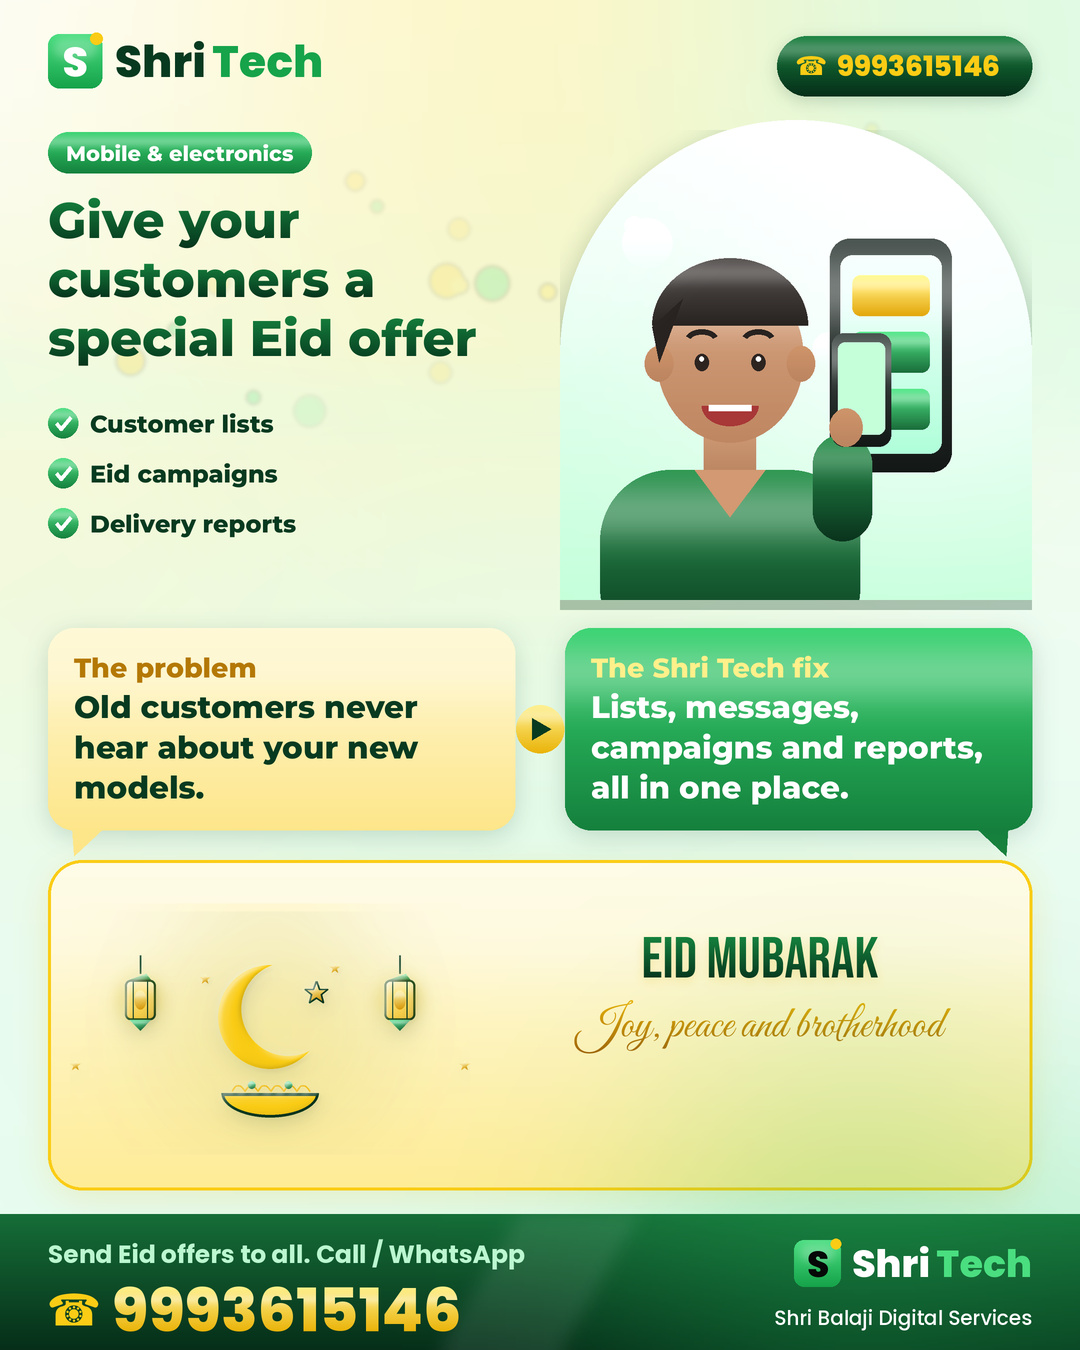 S Shri Tech
☎ 9993615146
Mobile & electronics
Give your
customers a
special Eid offer
Customer lists
Eid campaigns
Delivery reports
The problem
Old customers never
hear about your new
models.
The Shri Tech fix
Lists, messages,
campaigns and reports,
all in one place.
EID MUBARAK
Joy, peace and brotherhood
Send Eid offers to all. Call / WhatsApp
☎ 9993615146
S Shri Tech
Shri Balaji Digital Services